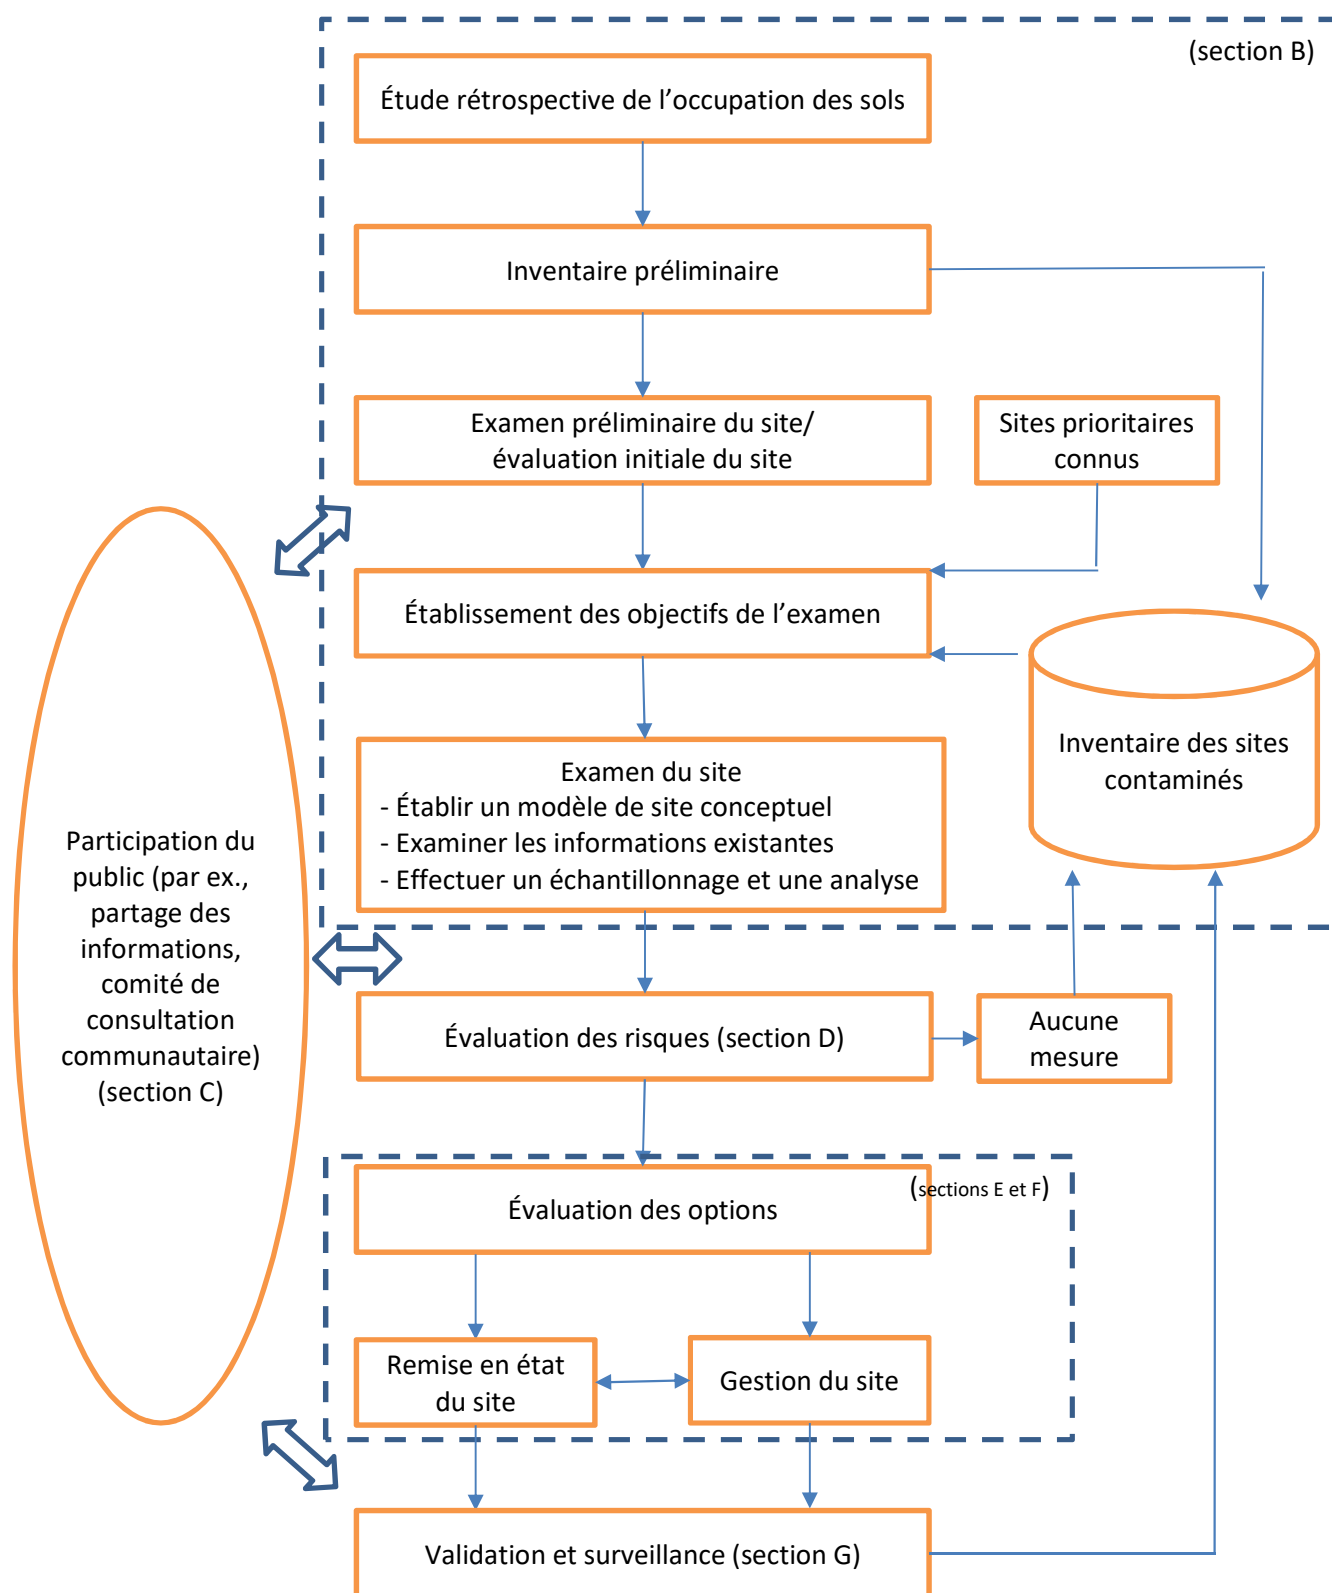 (section B)
Étude rétrospective de l’occupation des sols
Inventaire préliminaire
Examen préliminaire du site/
évaluation initiale du site
Sites prioritaires
connus
Établissement des objectifs de l’examen
Inventaire des sites
contaminés
Examen du site
- Établir un modèle de site conceptuel
- Examiner les informations existantes
- Effectuer un échantillonnage et une analyse
Participation du
public (par ex.,
partage des
informations,
comité de
consultation
communautaire)
(section C)
Évaluation des risques (section D)
Aucune
mesure
(sections E et F)
Évaluation des options
Remise en état
du site
Gestion du site
Validation et surveillance (section G)